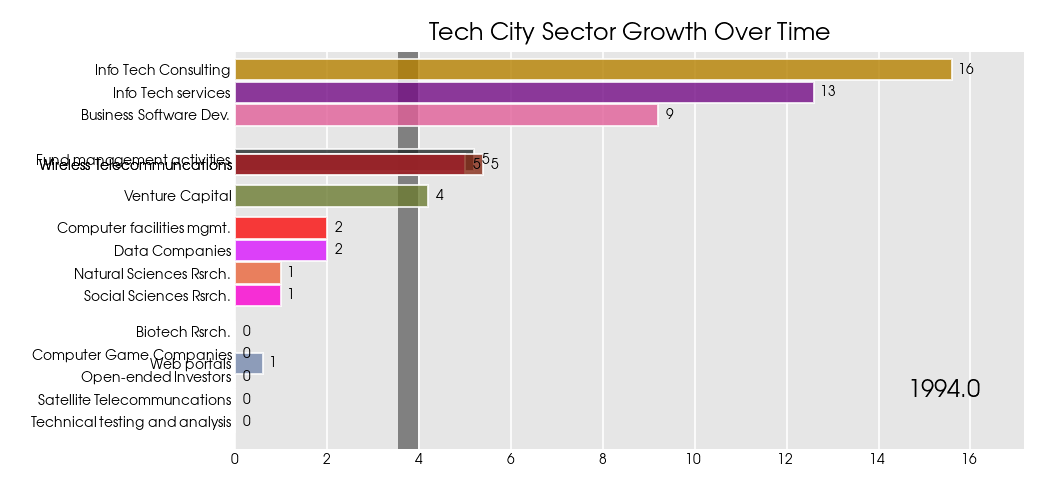 Tech City Sector Growth Over Time
Info Tech Consulting 16
Info Tech services 13
Business Software Dev. 9
Fund management activities 5
Wireless Telecommuncations 5 5
Venture Capital 4
Computer facilities mgmt. 2
Data Companies 2
Natural Sciences Rsrch. 1
Social Sciences Rsrch. 1
Biotech Rsrch. 0
Computer Game Companies 0
Web portals 1
Open-ended Investors 0
1994.0
Satellite Telecommuncations 0
Technical testing and analysis 0
0 2 4 6 8 10 12 14 16